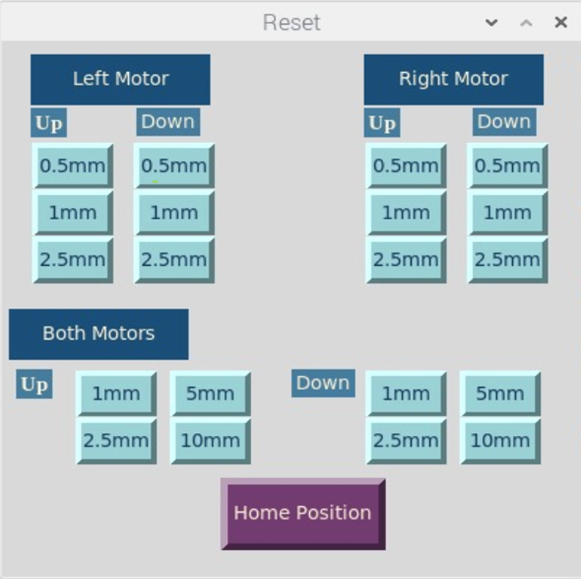 Reset
Left Motor Right Motor
Up Down Up Down
0.5mm 0.5mm 0.5mm 0.5mm
1mm 1mm 1mm 1mm
2.5mm 2.5mm 2.5mm 2.5mm
Both Motors
Up 1mm 5mm Down 1mm 5mm
2.5mm 10mm 2.5mm 10mm
Home Position